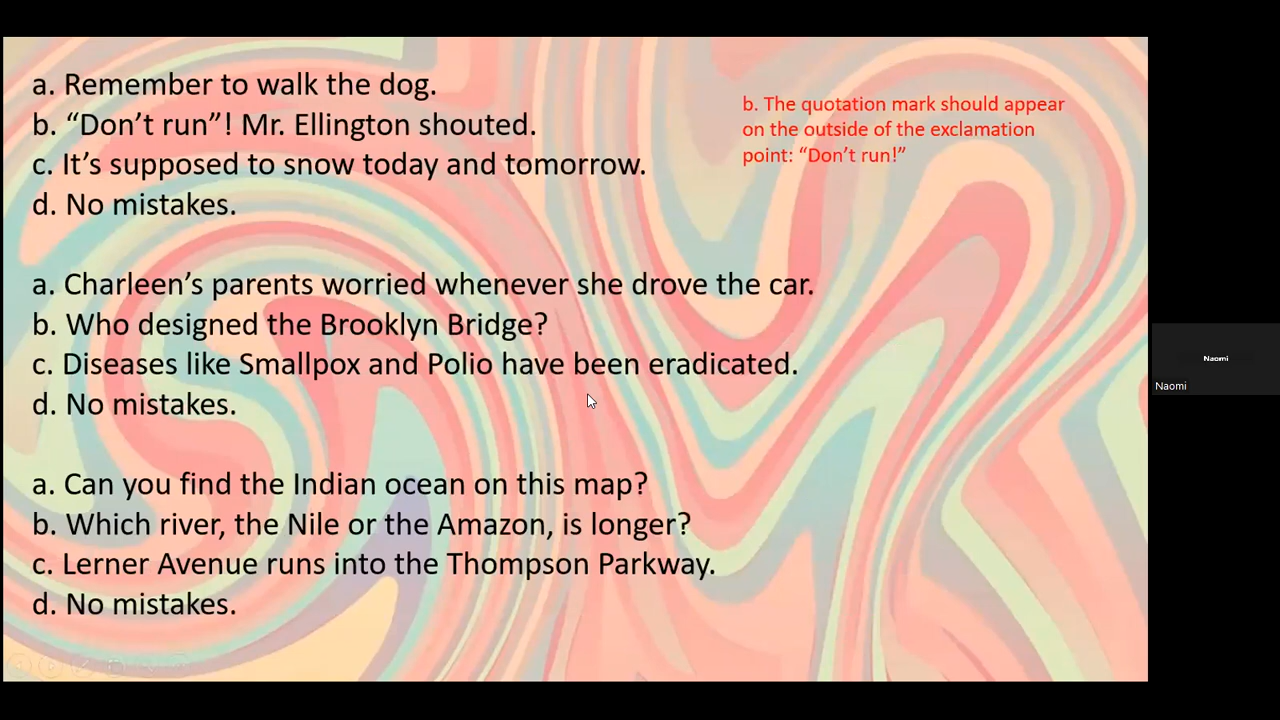 a. Remember to walk the dog.
b. “Don’t run”! Mr. Ellington shouted.
c. It’s supposed to snow today and tomorrow.
d. No mistakes.
b. The quotation mark should appear
on the outside of the exclamation
point: “Don’t run!”
a. Charleen’s parents worried whenever she drove the car.
b. Who designed the Brooklyn Bridge?
c. Diseases like Smallpox and Polio have been eradicated.
d. No mistakes.
a. Can you find the Indian ocean on this map?
b. Which river, the Nile or the Amazon, is longer?
c. Lerner Avenue runs into the Thompson Parkway.
d. No mistakes.
Naomi
Naomi